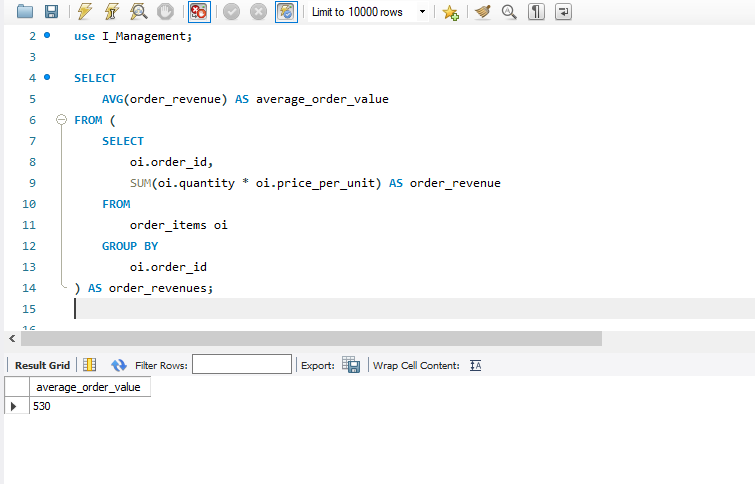 Limit to 10000 rows
2 use I_Management;
3
4 SELECT
5 AVG(order_revenue) AS average_order_value
6 FROM (
7 SELECT
8 oi.order_id,
9 SUM(oi.quantity * oi.price_per_unit) AS order_revenue
10 FROM
11 order_items oi
12 GROUP BY
13 oi.order_id
14 ) AS order_revenues;
15
16
Result Grid Filter Rows: Export: Wrap Cell Content:
average_order_value
530